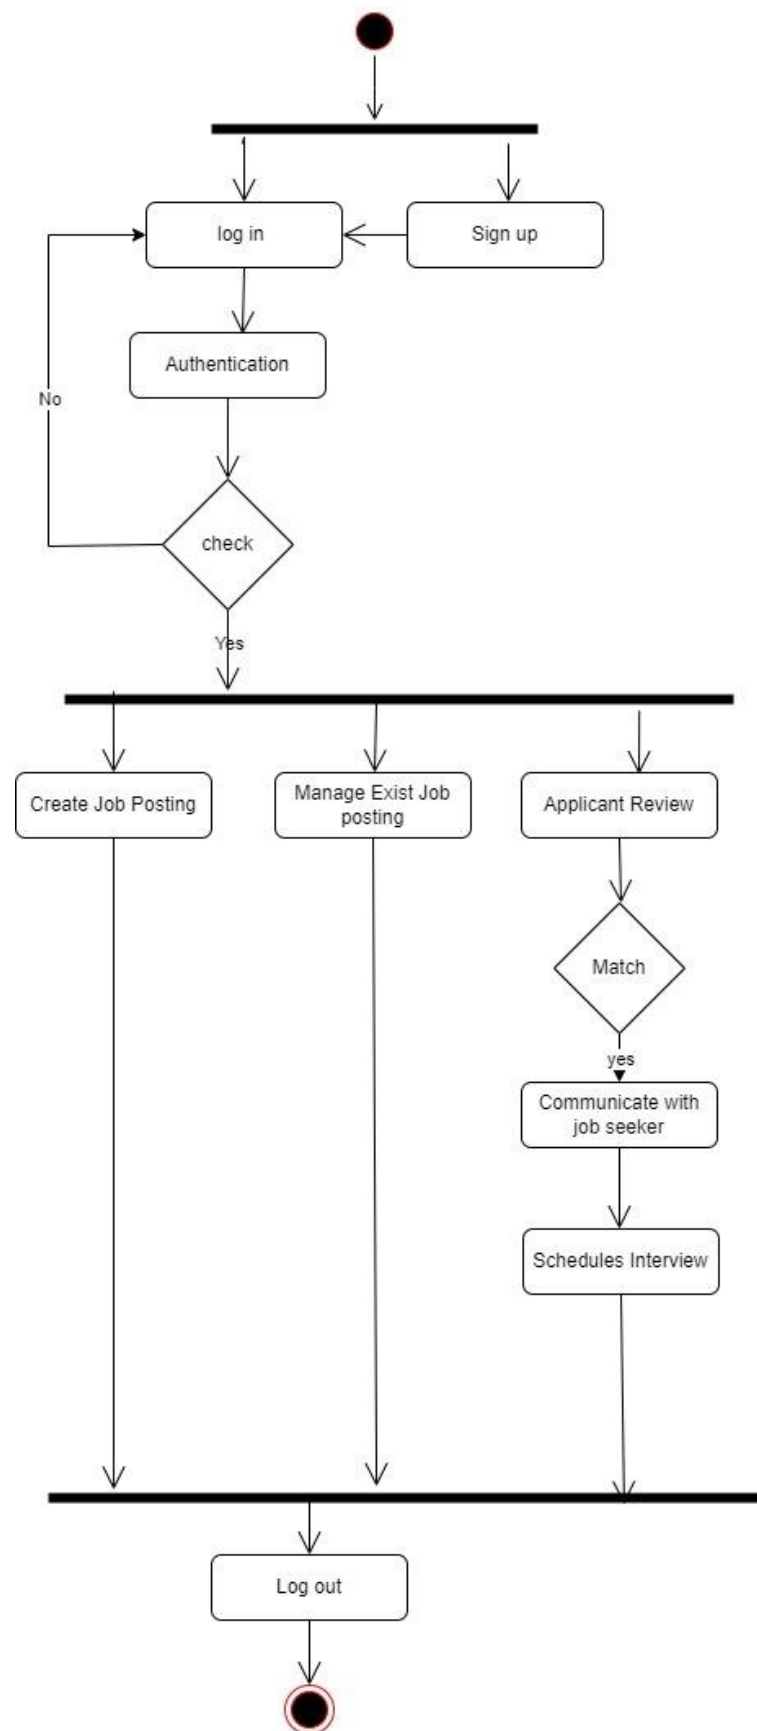 log in
Sign up
Authentication
No
check
Yes
Create Job Posting
Manage Exist Job
posting
Applicant Review
Match
yes
Communicate with
job seeker
Schedules Interview
Log out